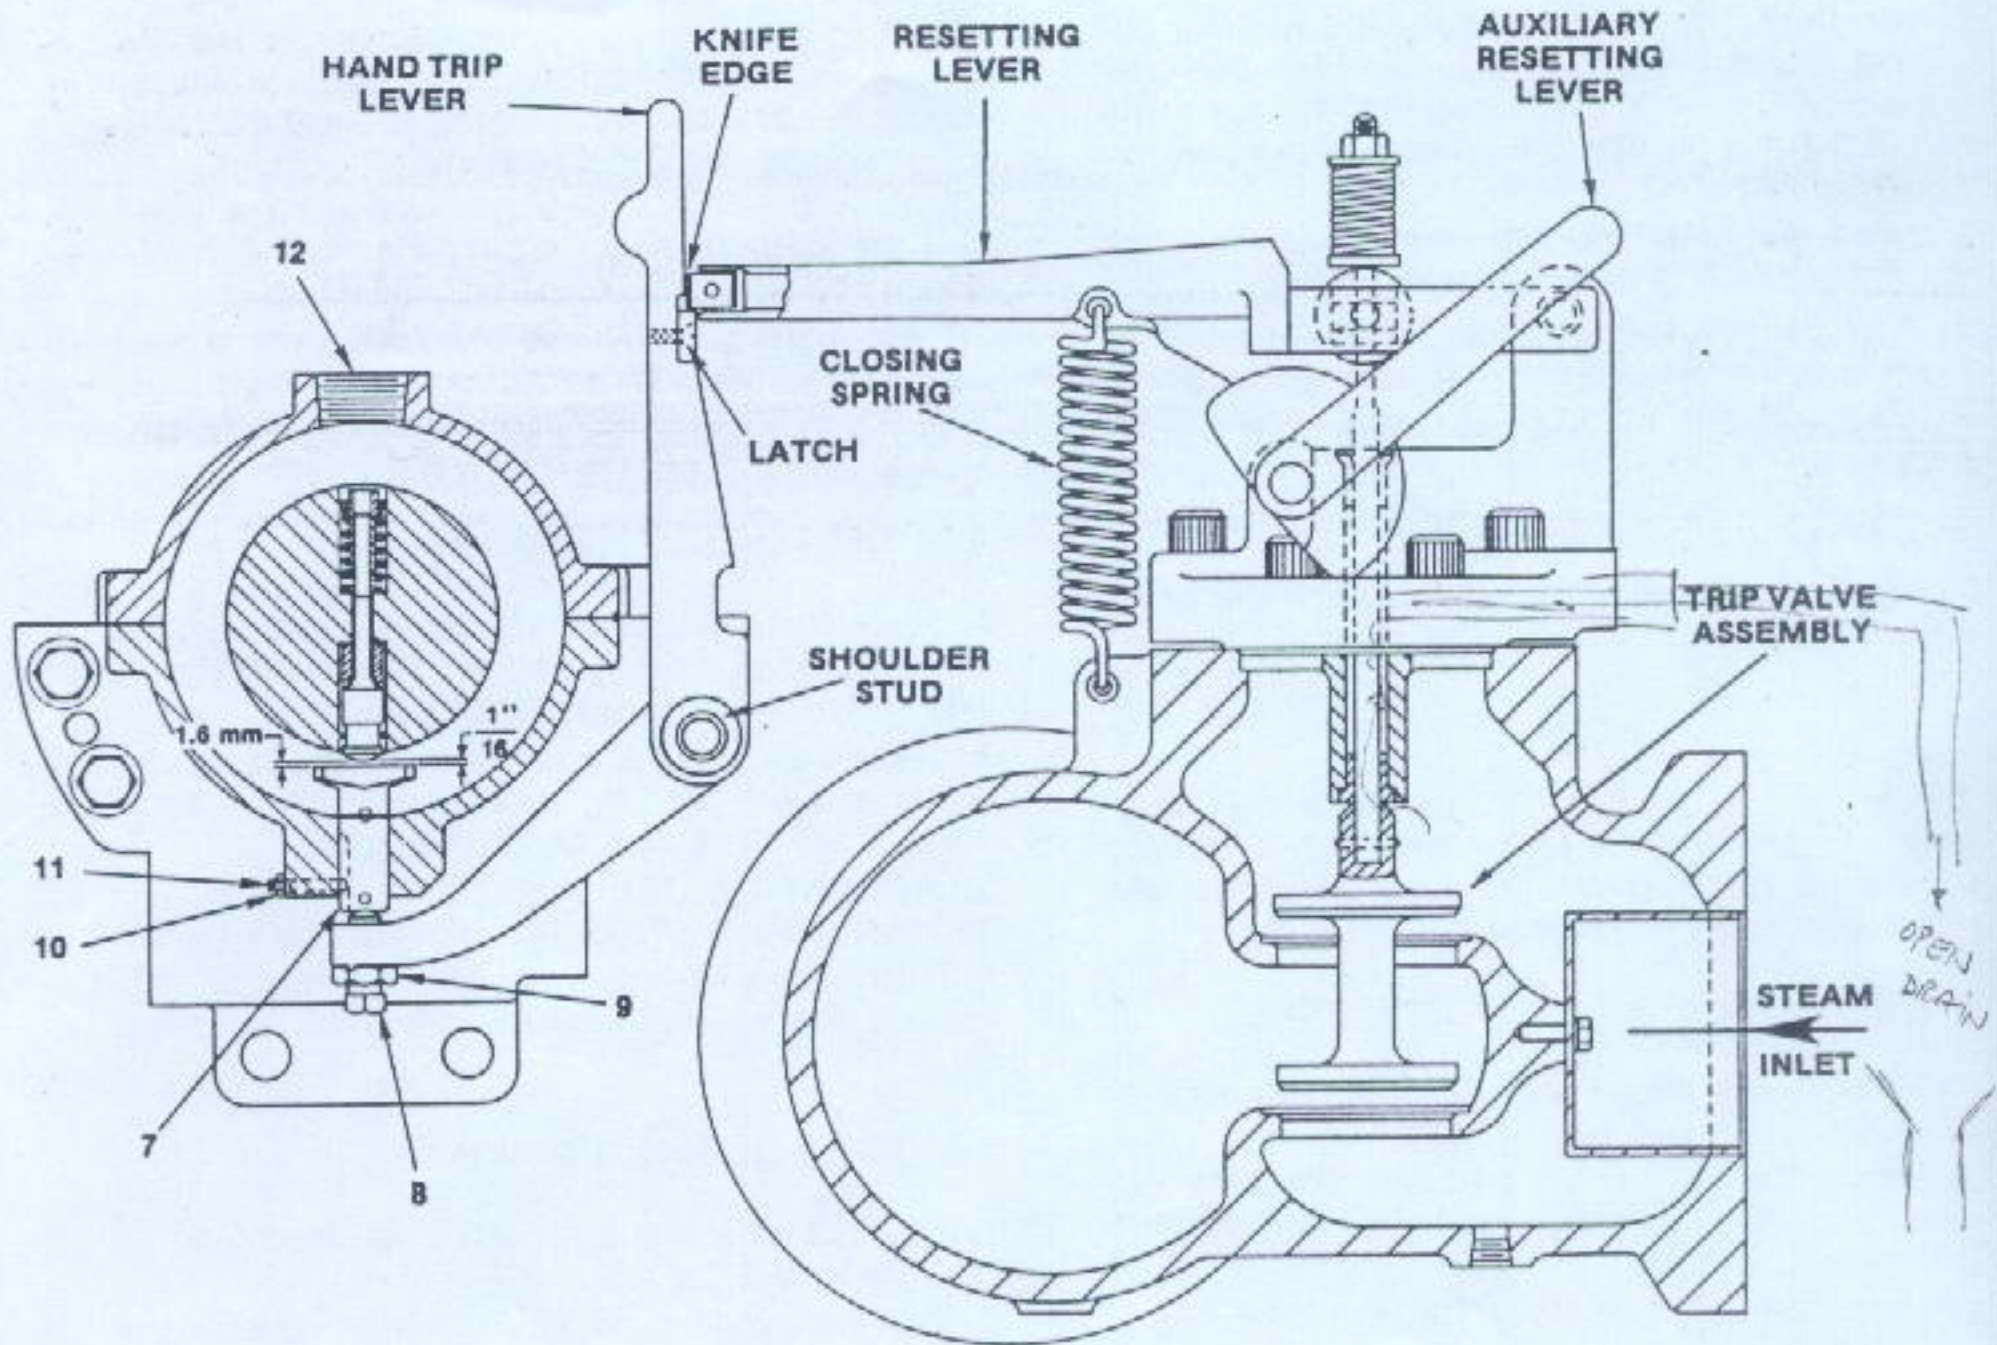 HAND TRIP
LEVER
KNIFE
EDGE
RESETTING
LEVER
AUXILIARY
RESETTING
LEVER
12
CLOSING
SPRING
LATCH
TRIP VALVE
ASSEMBLY
SHOULDER
STUD
1.6 mm
1"
16
11
10
OPEN
DRAIN
STEAM
INLET
9
7
8